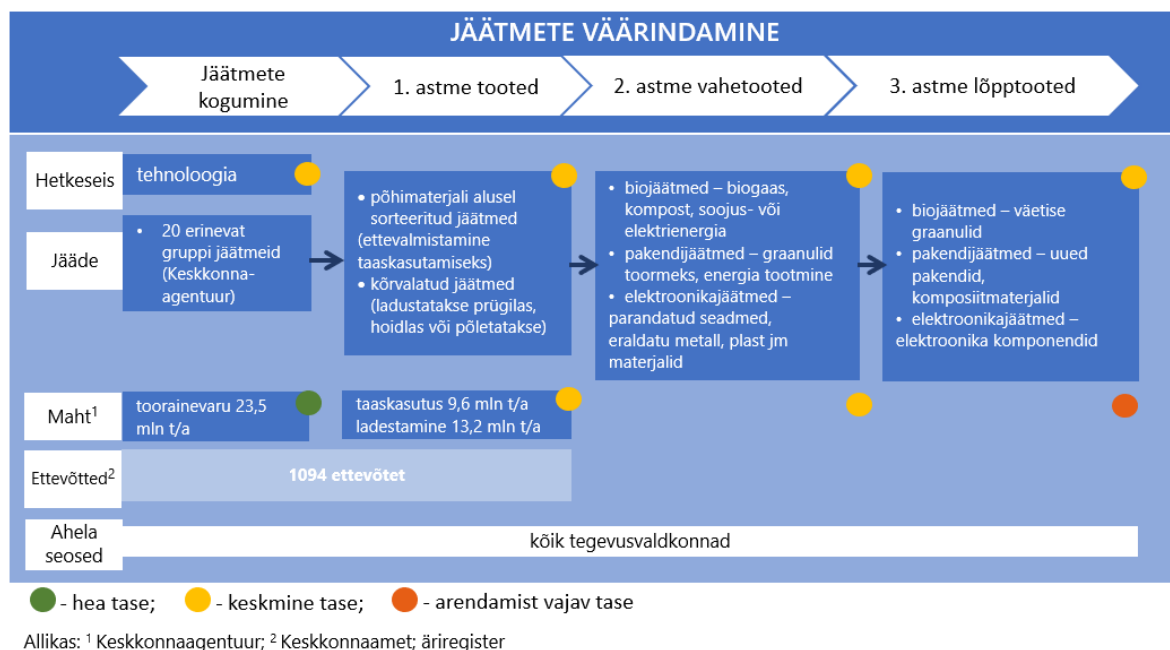 JÄÄTMETE VÄÄRINDAMINE
Jäätmete
kogumine
1. astme tooted
2. astme vahetooted
3. astme lõpptooted
Hetkeseis
tehnoloogia
Jääde
• 20 erinevat
gruppi jäätmeid
(Keskkonna-
agentuur)
• põhimaterjali alusel
sorteeritud jäätmed
(ettevalmistamine
taaskasutamiseks)
• kõrvalatud jäätmed
(ladustatakse prügilas,
hoidlas või põletatakse)
• biojäätmed – biogaas,
kompost, soojus- või
elektrienergia
• pakendijäätmed – graanulid
toormeks, energia tootmine
• elektroonikajäätmed –
parandatud seadmed,
eraldatu metall, plast jm
materjalid
• biojäätmed – väetise
graanulid
• pakendijäätmed – uued
pakendid,
komposiitmaterjalid
• elektroonikajäätmed –
elektroonika komponendid
Maht¹
toorainevaru 23,5
mln t/a
taaskasutus 9,6 mln t/a
ladestamine 13,2 mln t/a
Ettevõtted²
1094 ettevõtet
Ahela
seosed
kõik tegevusvaldkonnad
- hea tase;
- keskmine tase;
- arendamist vajav tase
Allikas: ¹ Keskkonnaagentuur; ² Keskkonnaamet; äriregister